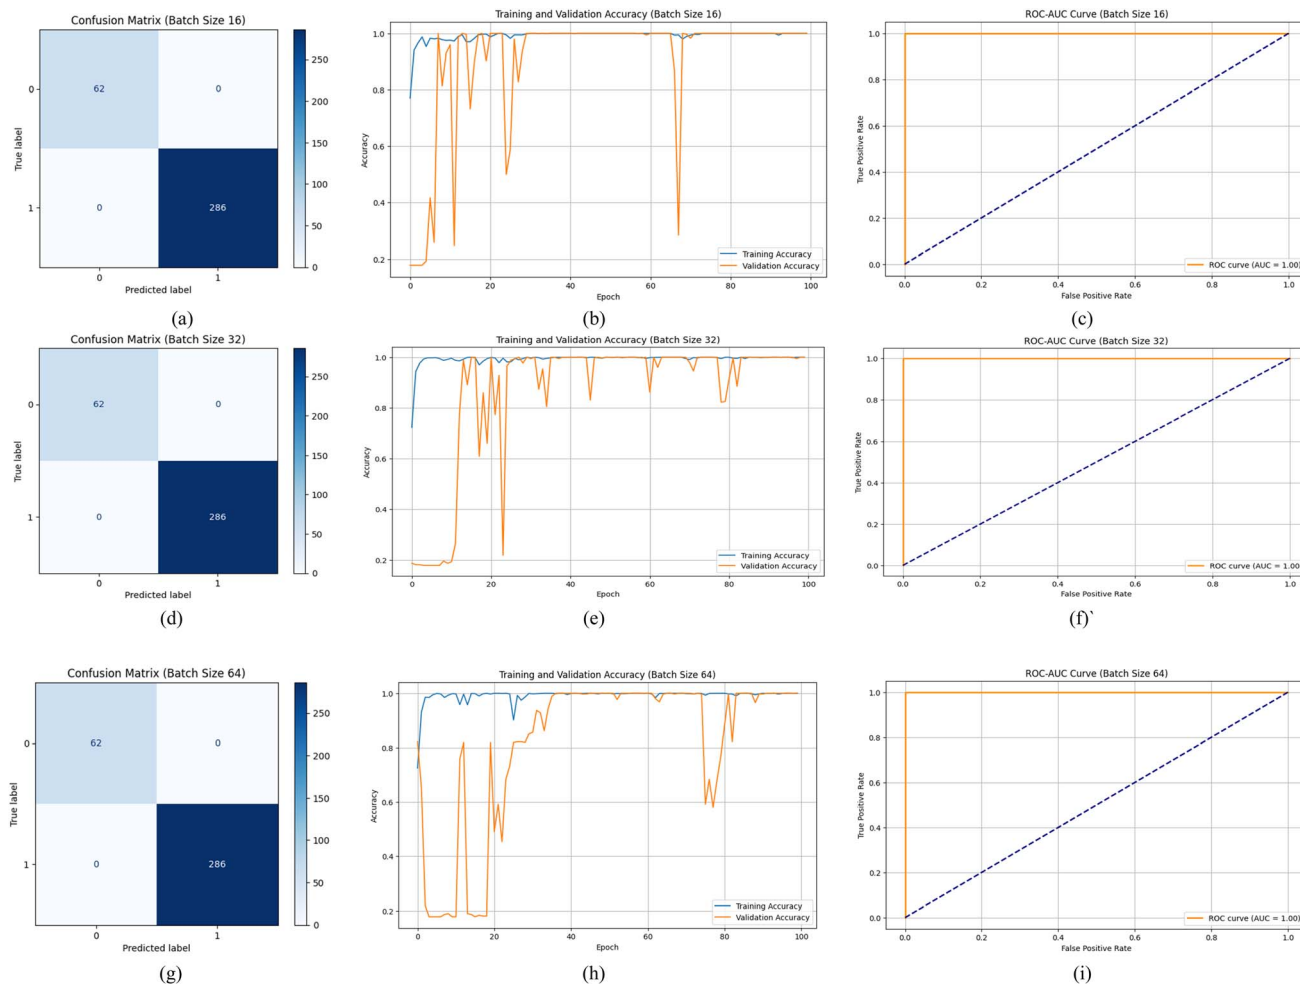 Confusion Matrix (Batch Size 16)
True label
0
1
62
0
0
286
0
1
Predicted label
250
200
150
100
50
0
(a)
Training and Validation Accuracy (Batch Size 16)
Accuracy
1.0
0.8
0.6
0.4
0.2
Training Accuracy
Validation Accuracy
0
20
40
60
80
100
Epoch
(b)
ROC-AUC Curve (Batch Size 16)
True Positive Rate
1.0
0.8
0.6
0.4
0.2
0.0
ROC curve (AUC = 1.00)
0.0
0.2
0.4
0.6
0.8
1.0
False Positive Rate
(c)
Confusion Matrix (Batch Size 32)
True label
0
1
62
0
0
286
0
1
Predicted label
250
200
150
100
50
0
(d)
Training and Validation Accuracy (Batch Size 32)
Accuracy
1.0
0.8
0.6
0.4
0.2
Training Accuracy
Validation Accuracy
0
20
40
60
80
100
Epoch
(e)
ROC-AUC Curve (Batch Size 32)
True Positive Rate
1.0
0.8
0.6
0.4
0.2
0.0
ROC curve (AUC = 1.00)
0.0
0.2
0.4
0.6
0.8
1.0
False Positive Rate
(f)`
Confusion Matrix (Batch Size 64)
True label
0
1
62
0
0
286
0
1
Predicted label
250
200
150
100
50
0
(g)
Training and Validation Accuracy (Batch Size 64)
Accuracy
1.0
0.8
0.6
0.4
0.2
Training Accuracy
Validation Accuracy
0
20
40
60
80
100
Epoch
(h)
ROC-AUC Curve (Batch Size 64)
True Positive Rate
1.0
0.8
0.6
0.4
0.2
0.0
ROC curve (AUC = 1.00)
0.0
0.2
0.4
0.6
0.8
1.0
False Positive Rate
(i)